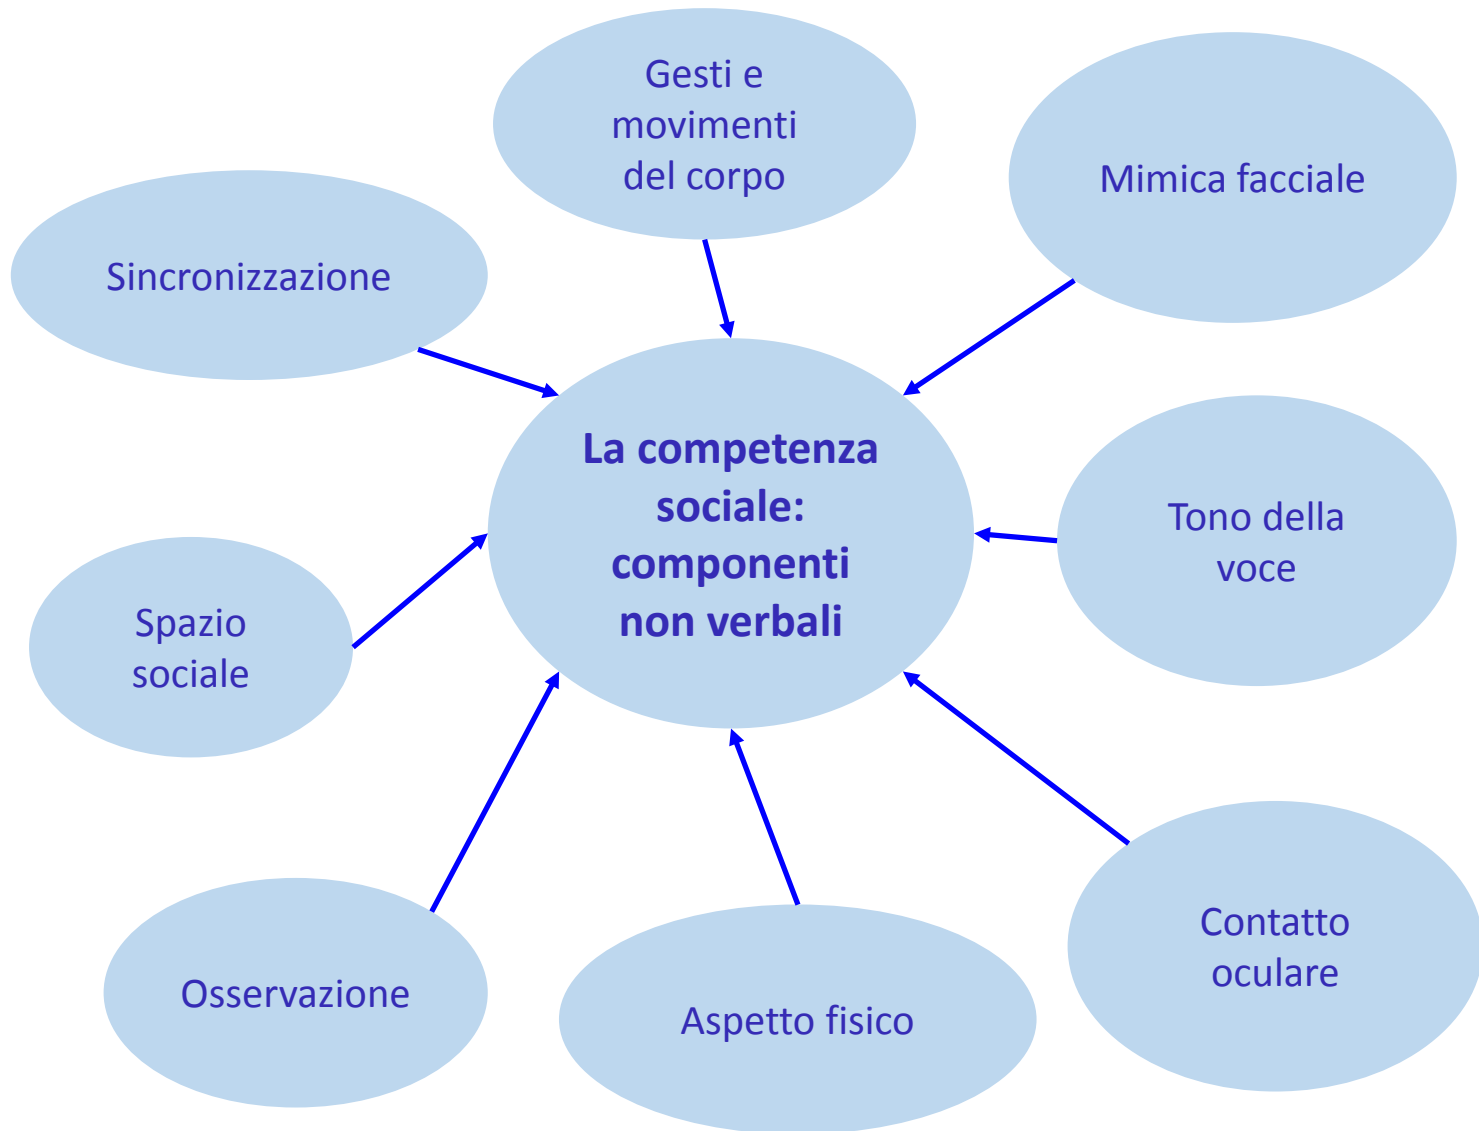 Gesti e
movimenti
del corpo
Mimica facciale
Sincronizzazione
La competenza
sociale:
componenti
non verbali
Tono della
voce
Spazio
sociale
Contatto
oculare
Osservazione
Aspetto fisico